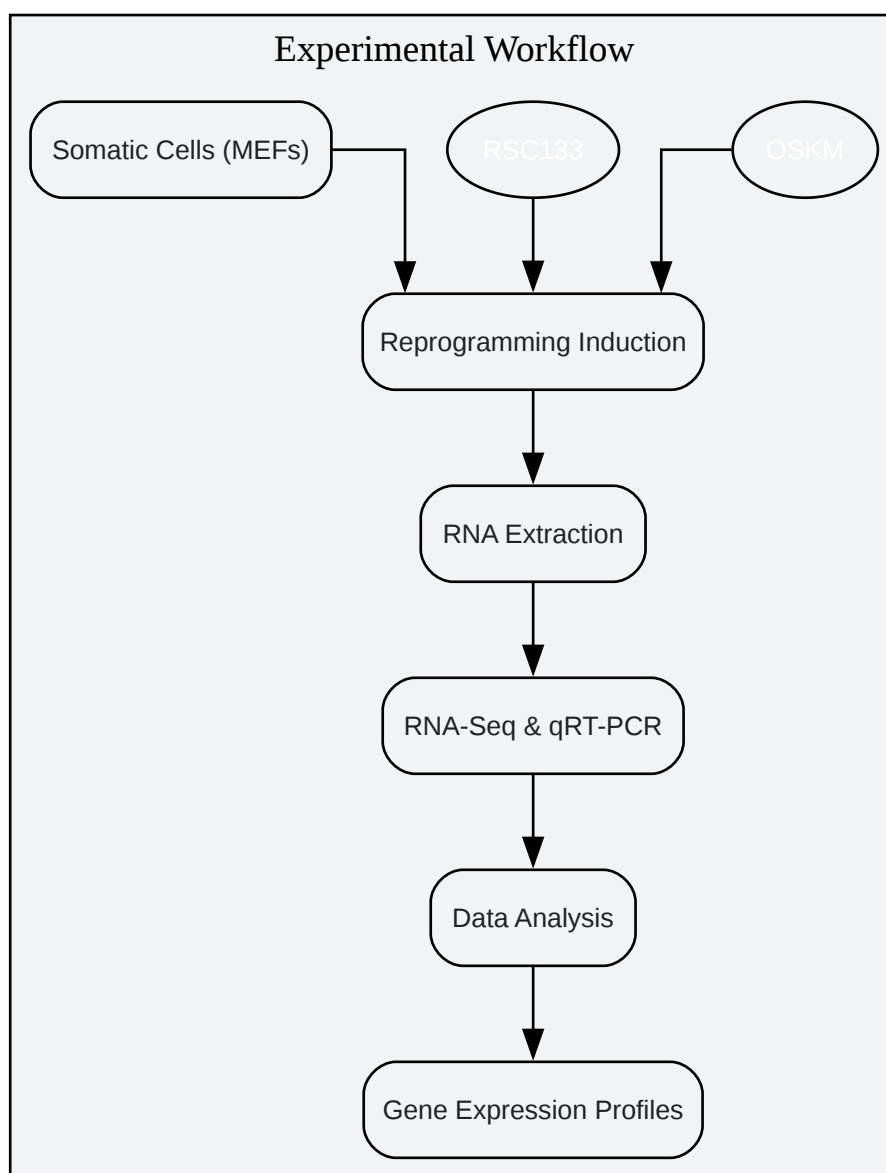 Experimental Workflow
Somatic Cells (MEFs)
RSC133
OSKM
Reprogramming Induction
RNA Extraction
RNA-Seq & qRT-PCR
Data Analysis
Gene Expression Profiles